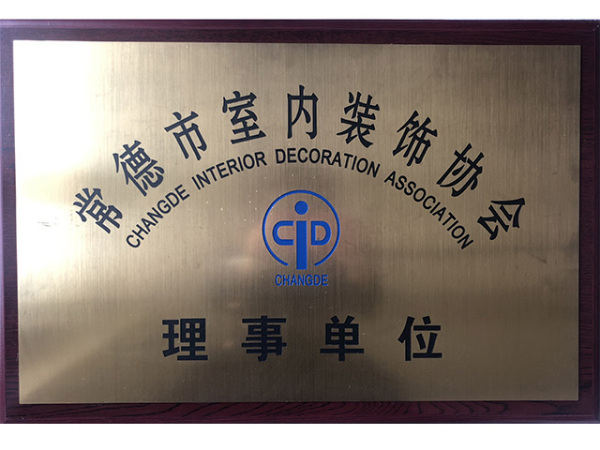 常德市室内装饰协会
CHANGDE INTERIOR DECORATION ASSOCIATION
CiD
CHANGDE
理事单位